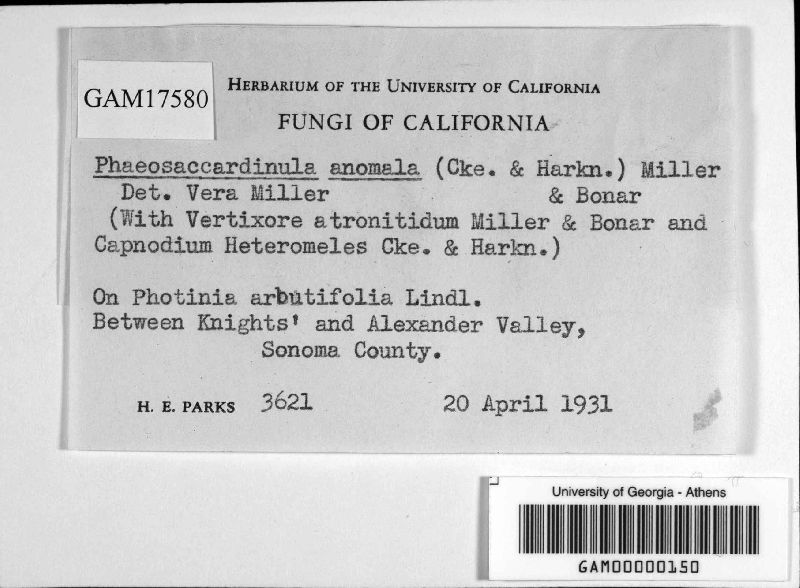 HERBARIUM OF THE UNIVERSITY OF CALIFORNIA
GAM17580
FUNGI OF CALIFORNIA
Phaeosaccardinula anomala (Cke. & Harkn.) Miller
Det. Vera Miller & Bonar
(With Vertixore atronitidum Miller & Bonar and
Capnodium Heteromeles Cke. & Harkn.)
On Photinia arbutifolia Lindl.
Between Knights' and Alexander Valley,
Sonoma County.
H. E. PARKS 3621 20 April 1931
University of Georgia - Athens
GAM00000150